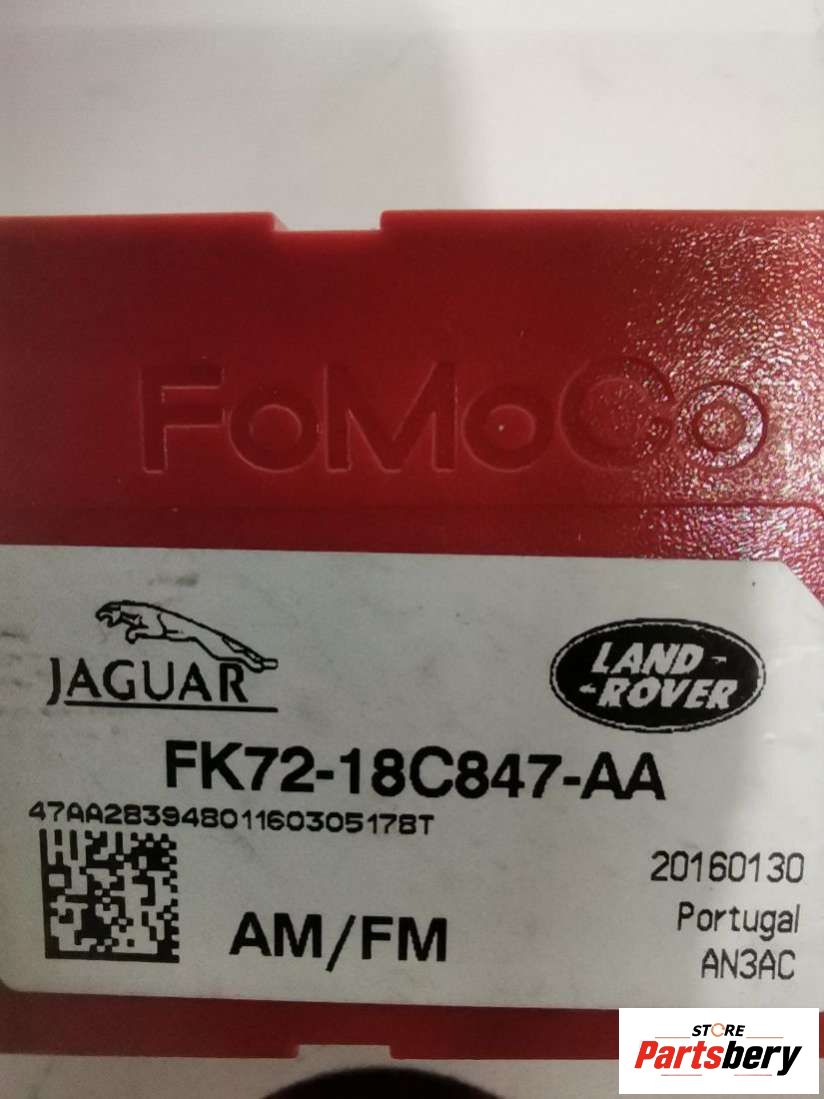 FoMoCo
JAGUAR
LAND-
-ROVER
FK72-18C847-AA
47AA28394801160305178T
20160130
Portugal
AM/FM
AN3AC
STORE
Partsbery